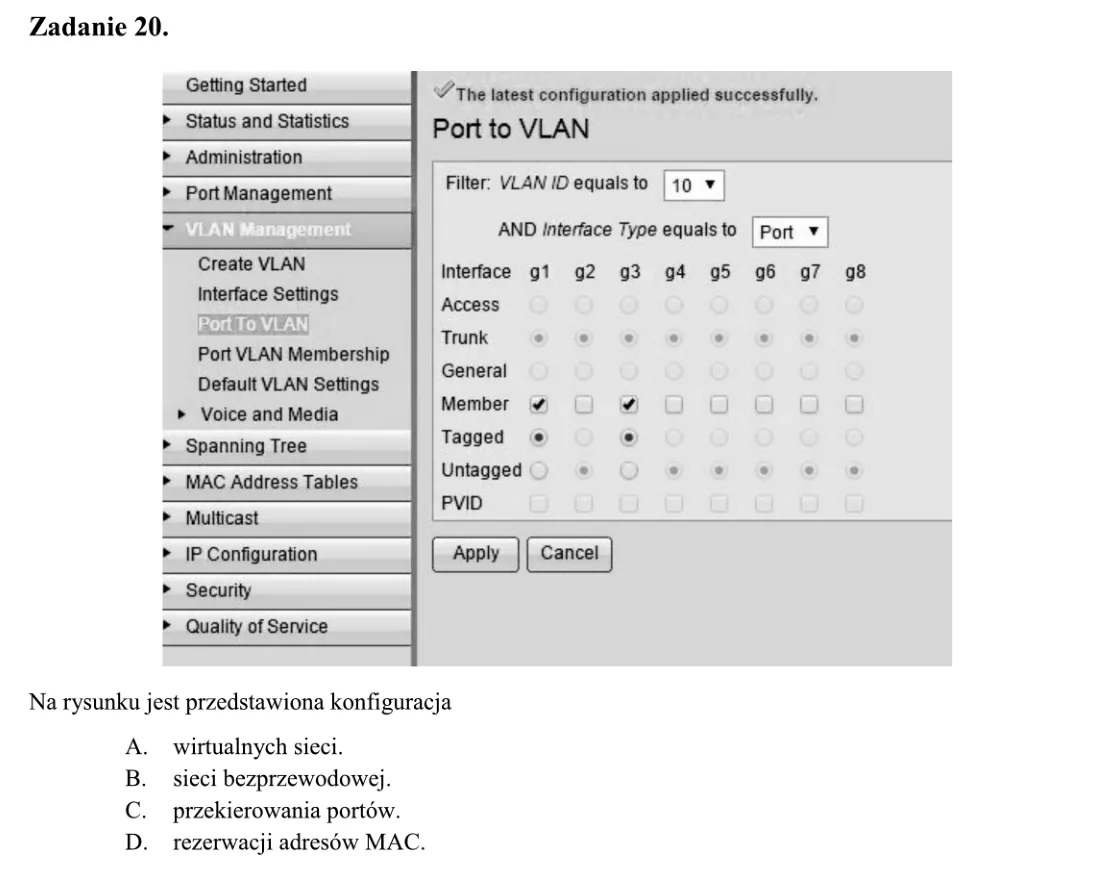 Zadanie 20.
Getting Started
Status and Statistics
Administration
Port Management
VLAN Management
Create VLAN
Interface Settings
Port To VLAN
Port VLAN Membership
Default VLAN Settings
Voice and Media
Spanning Tree
MAC Address Tables
Multicast
IP Configuration
Security
Quality of Service
The latest configuration applied successfully.
Port to VLAN
Filter: VLAN ID equals to 10
AND Interface Type equals to Port
Interface g1 g2 g3 g4 g5 g6 g7 g8
Access
Trunk
General
Member
Tagged
Untagged
PVID
Apply Cancel
Na rysunku jest przedstawiona konfiguracja
A. wirtualnych sieci.
B. sieci bezprzewodowej.
C. przekierowania portów.
D. rezerwacji adresów MAC.